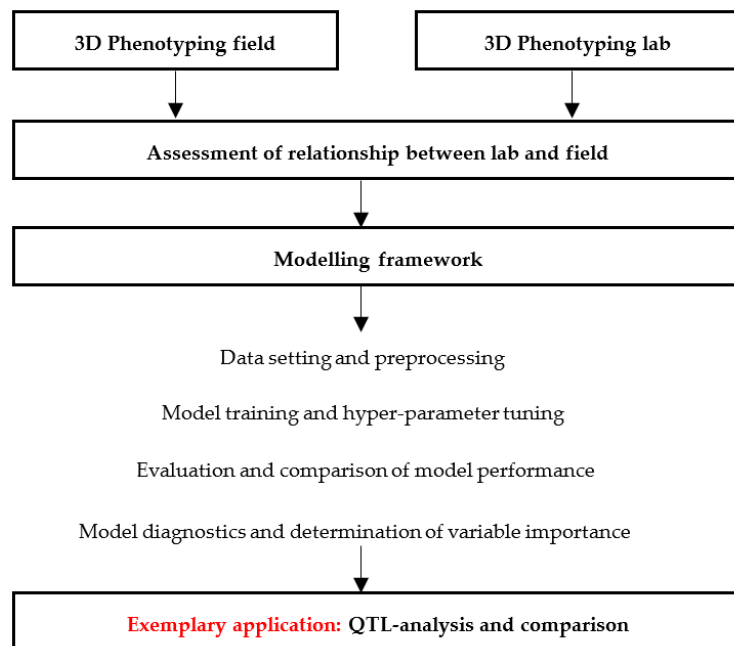 3D Phenotyping field
3D Phenotyping lab
Assessment of relationship between lab and field
Modelling framework
Data setting and preprocessing
Model training and hyper-parameter tuning
Evaluation and comparison of model performance
Model diagnostics and determination of variable importance
Exemplary application: QTL-analysis and comparison